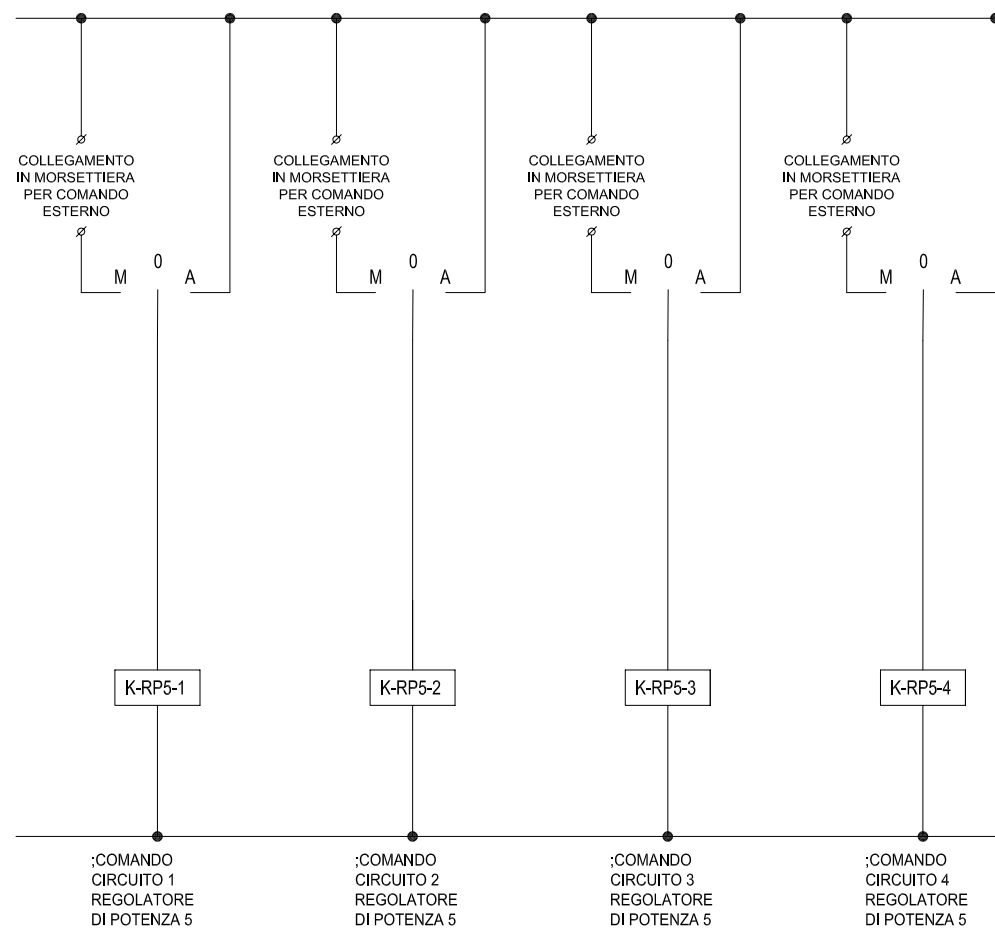 COLLEGAMENTO
IN MORSETTIERA
PER COMANDO
ESTERNO
COLLEGAMENTO
IN MORSETTIERA
PER COMANDO
ESTERNO
COLLEGAMENTO
IN MORSETTIERA
PER COMANDO
ESTERNO
COLLEGAMENTO
IN MORSETTIERA
PER COMANDO
ESTERNO
M 0 A
M 0 A
M 0 A
M 0 A
K-RP5-1
K-RP5-2
K-RP5-3
K-RP5-4
;COMANDO
CIRCUITO 1
REGOLATORE
DI POTENZA 5
;COMANDO
CIRCUITO 2
REGOLATORE
DI POTENZA 5
;COMANDO
CIRCUITO 3
REGOLATORE
DI POTENZA 5
;COMANDO
CIRCUITO 4
REGOLATORE
DI POTENZA 5